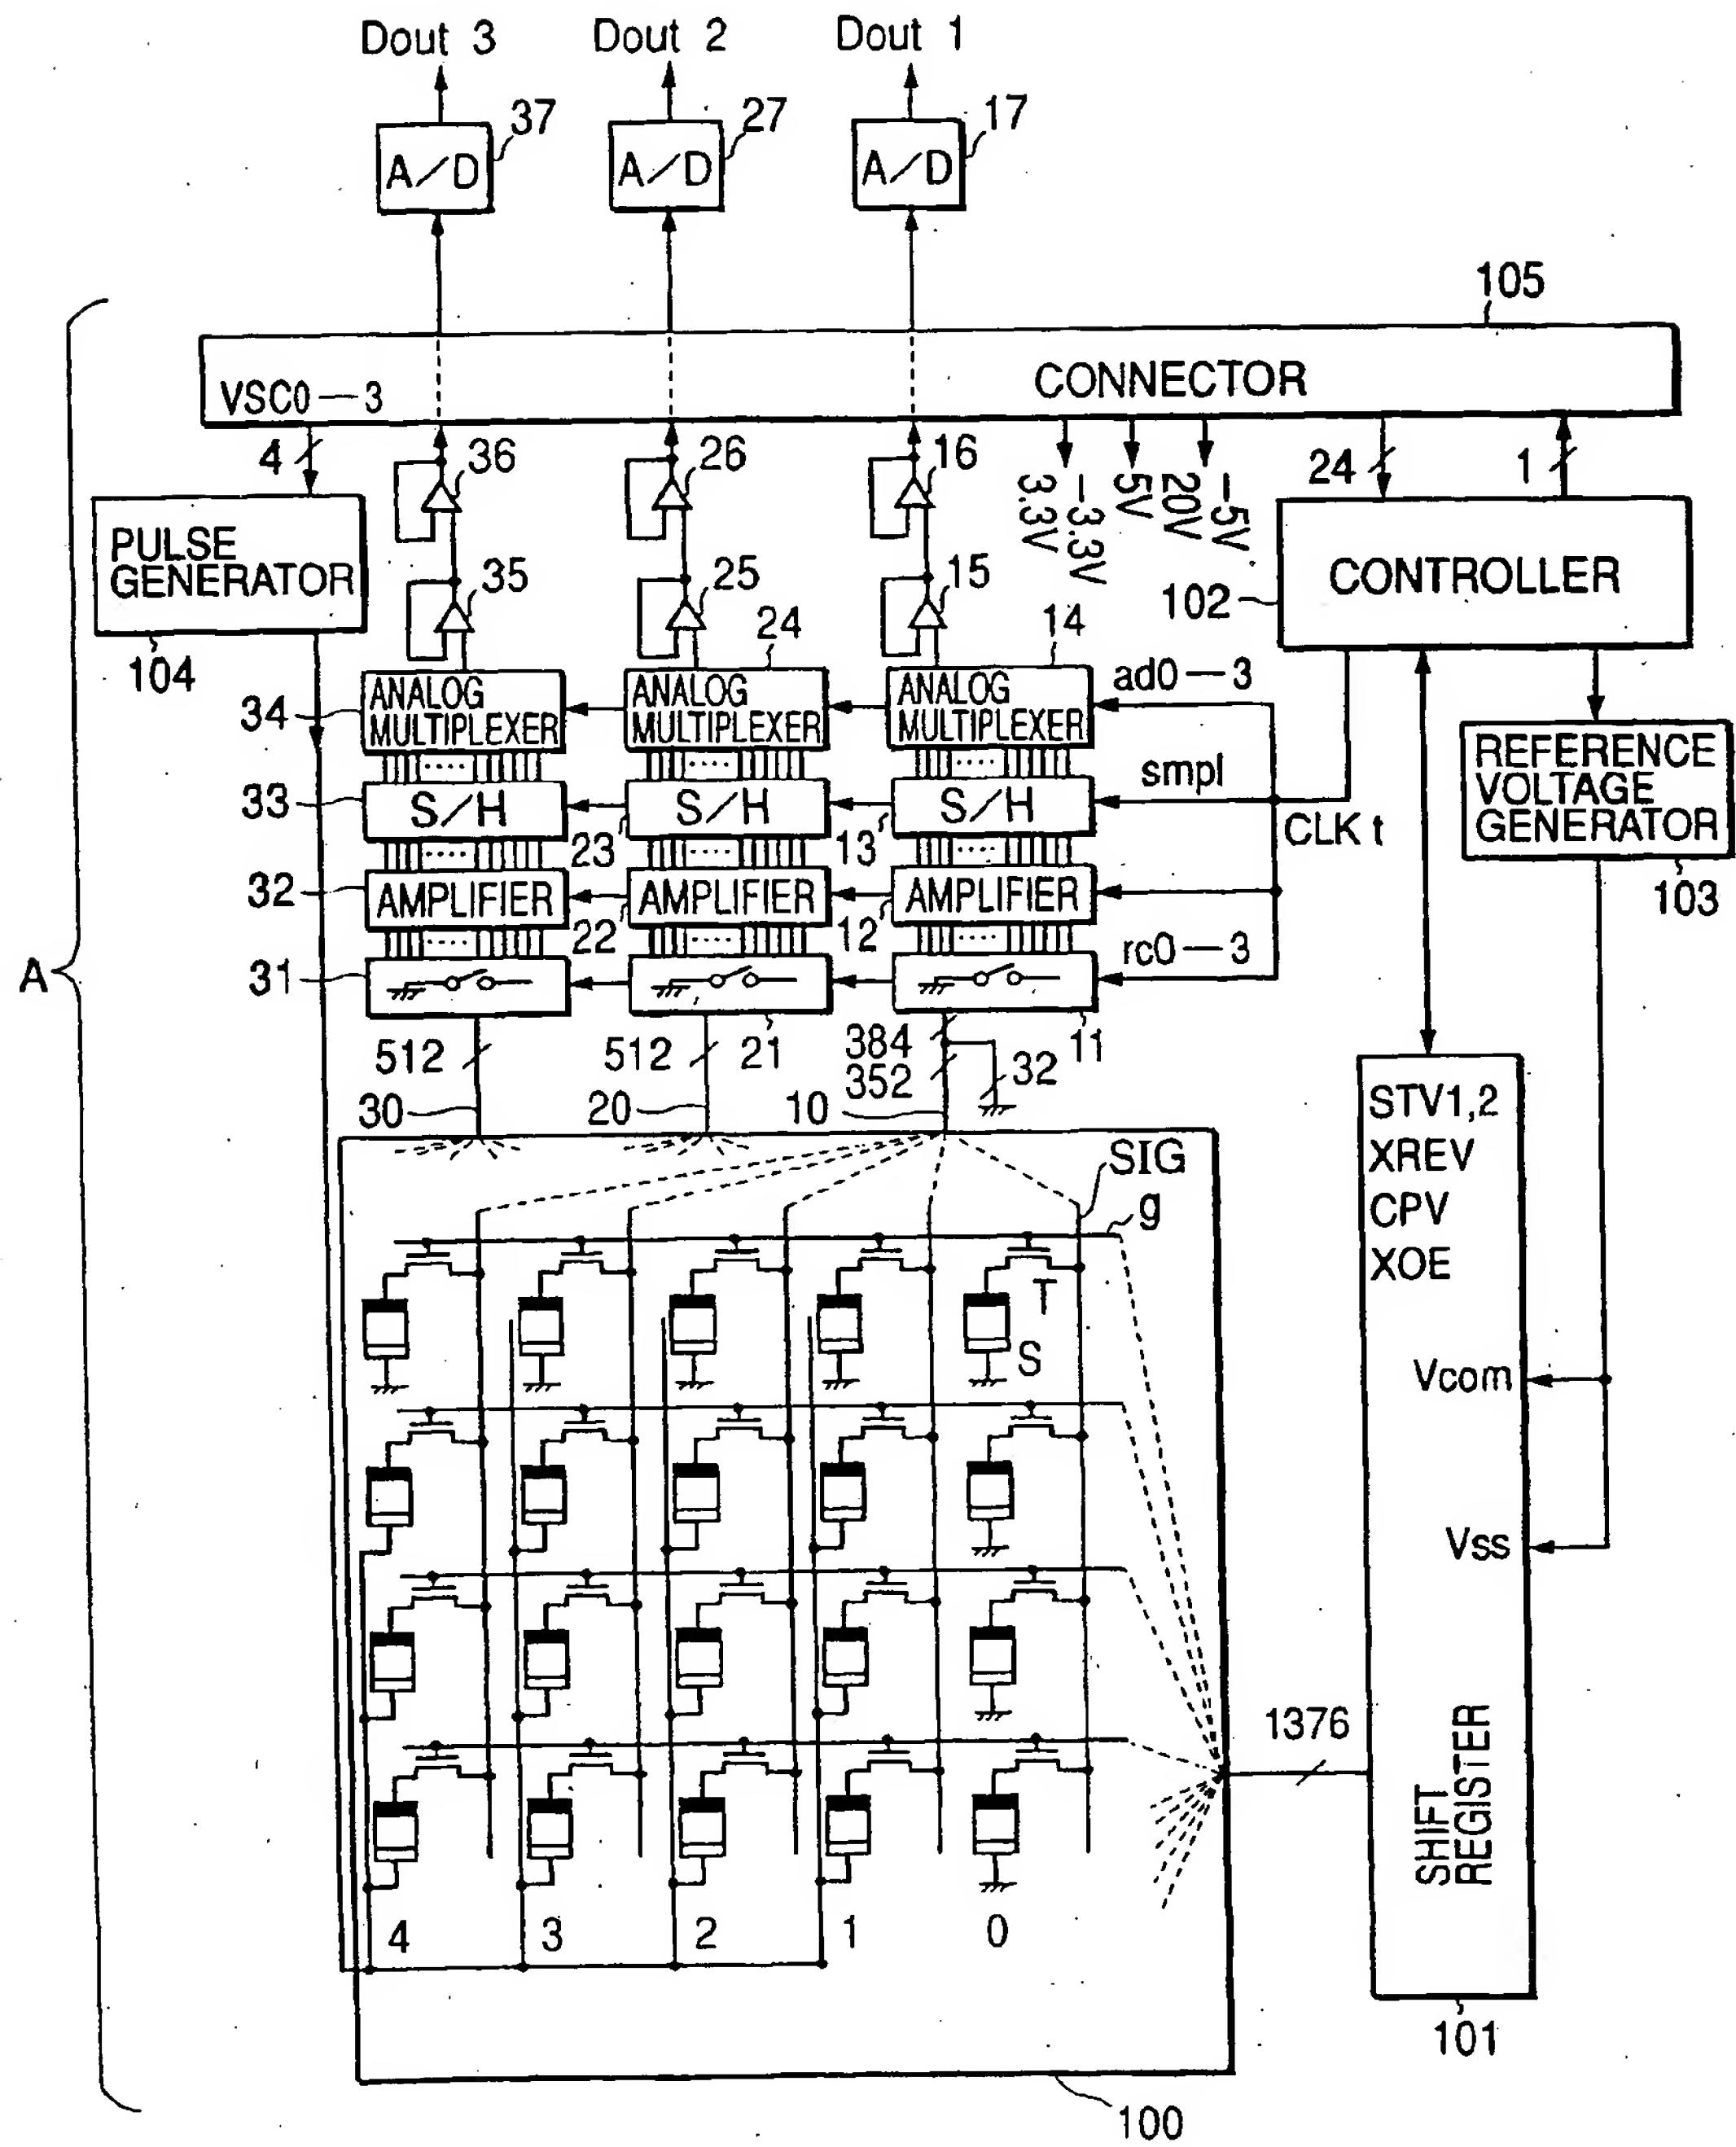 Dout 3 Dout 2 Dout 1
37 27 17
A/D A/D A/D
105
CONNECTOR
VSC0—3
4 36 26 16 24 1
3.3V
−3.3V
5V
20V
−5V
PULSE
GENERATOR
104
CONTROLLER
102
35 25 15
24 14
34
ANALOG
MULTIPLEXER
ANALOG
MULTIPLEXER
ANALOG
MULTIPLEXER
ad0—3
REFERENCE
VOLTAGE
GENERATOR
103
33 S/H 23 S/H 13 S/H smpl
CLK t
32 AMPLIFIER 22 AMPLIFIER 12 AMPLIFIER
rc0—3
A
31 21 11
512 512 384
352 32
30 20 10
SIG
g
T
S
STV1,2
XREV
CPV
XOE
Vcom
Vss
1376
SHIFT
REGISTER
4 3 2 1 0
101
100